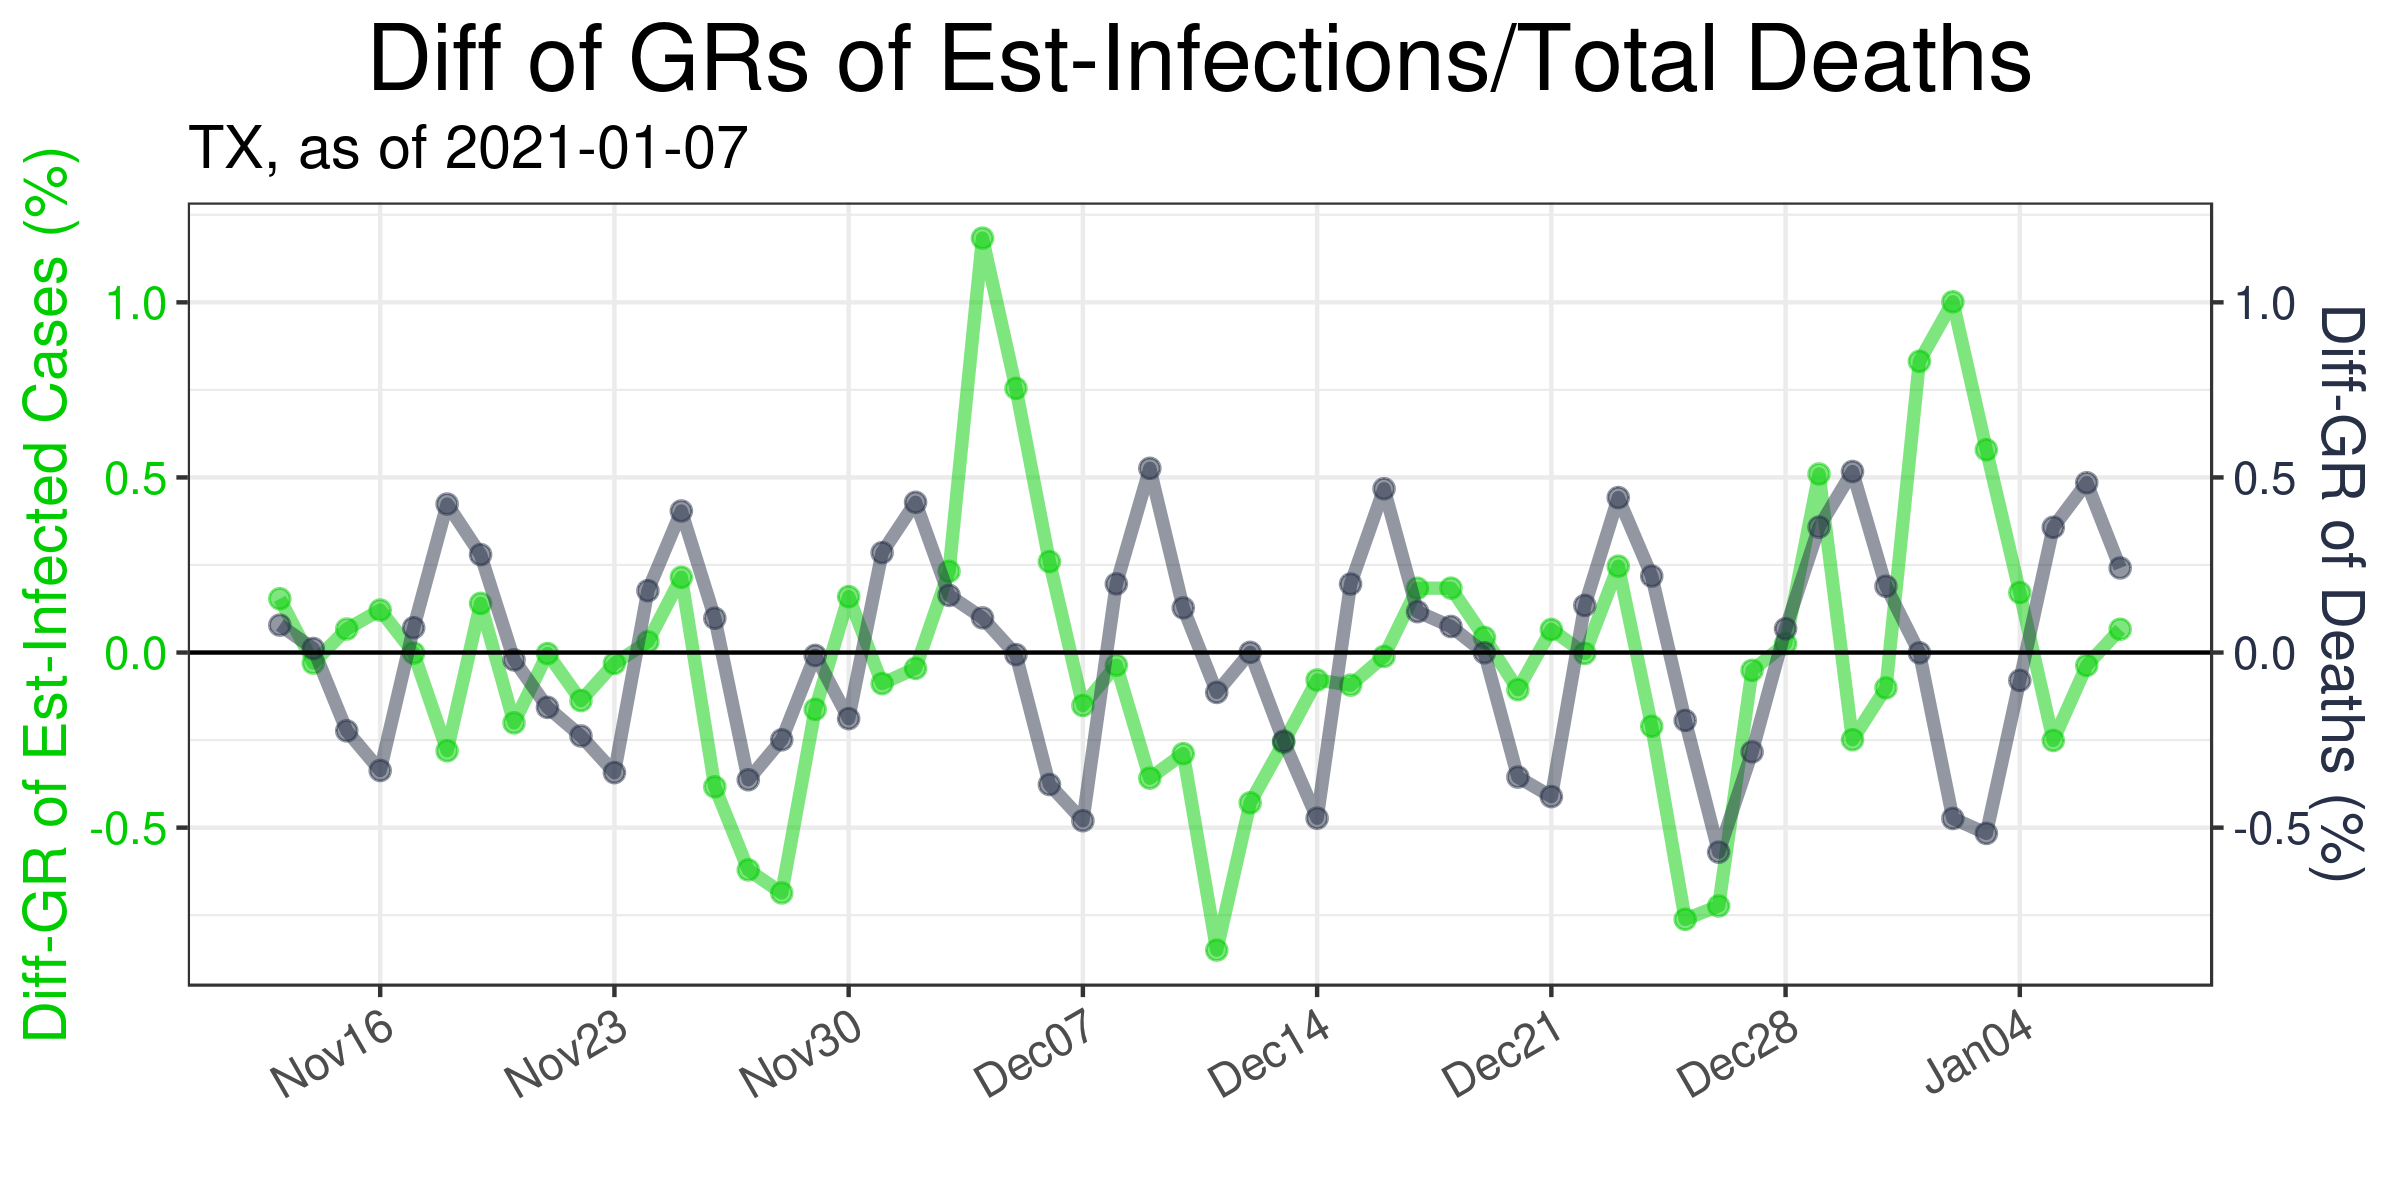 Diff of GRs of Est-Infections/Total Deaths
TX, as of 2021-01-07
Diff-GR of Est-Infected Cases (%)
1.0
0.5
0.0
-0.5
1.0
0.5
0.0
-0.5
Diff-GR of Deaths (%)
Nov16
Nov23
Nov30
Dec07
Dec14
Dec21
Dec28
Jan04